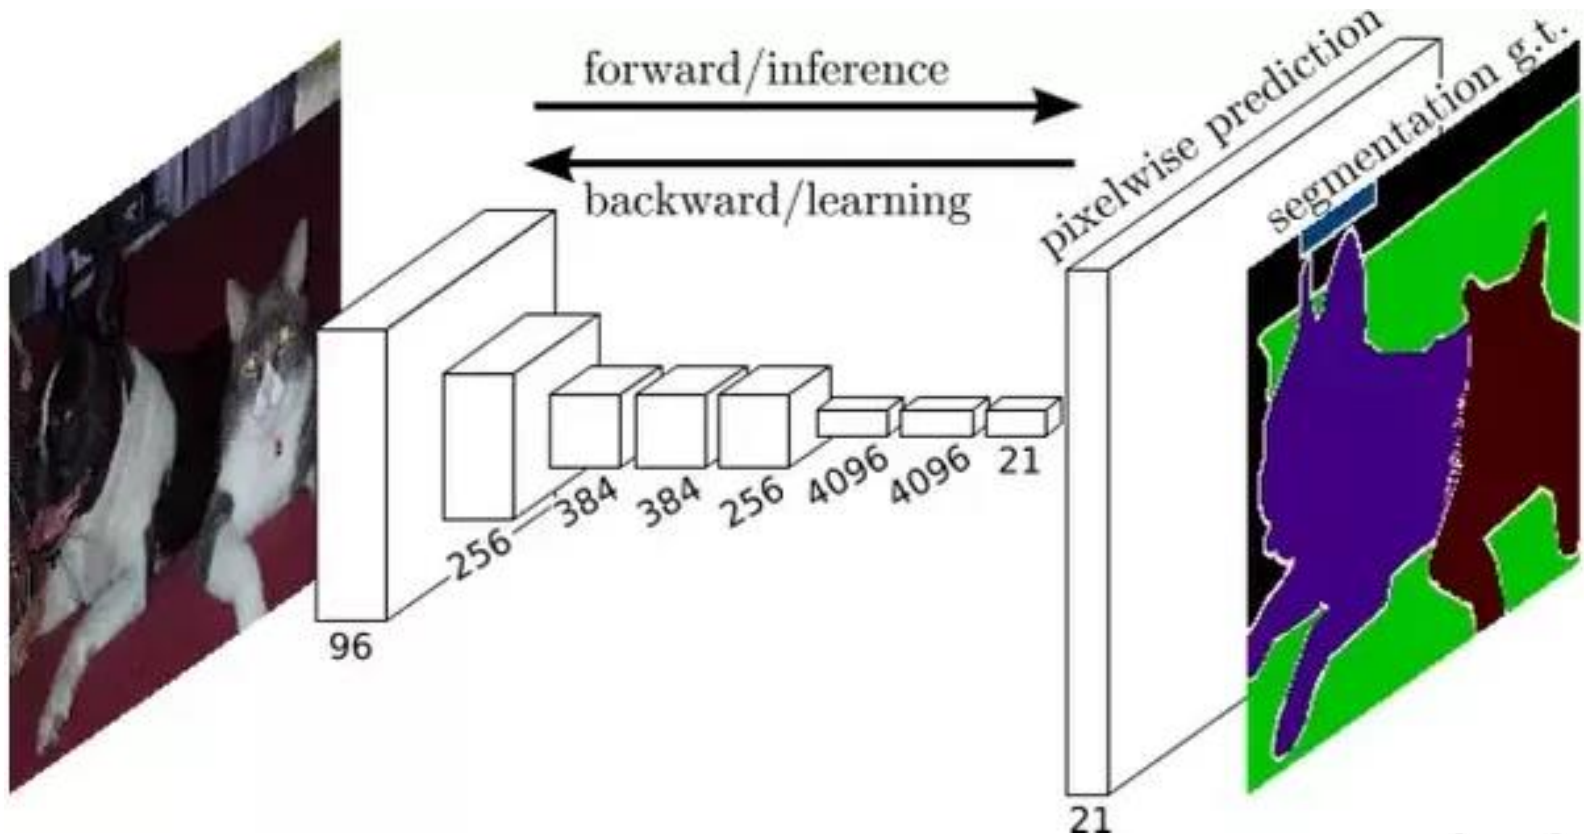 forward/inference
backward/learning
pixelwise prediction
segmentation g.t.
96
256
384
384
256
4096
4096
21
21